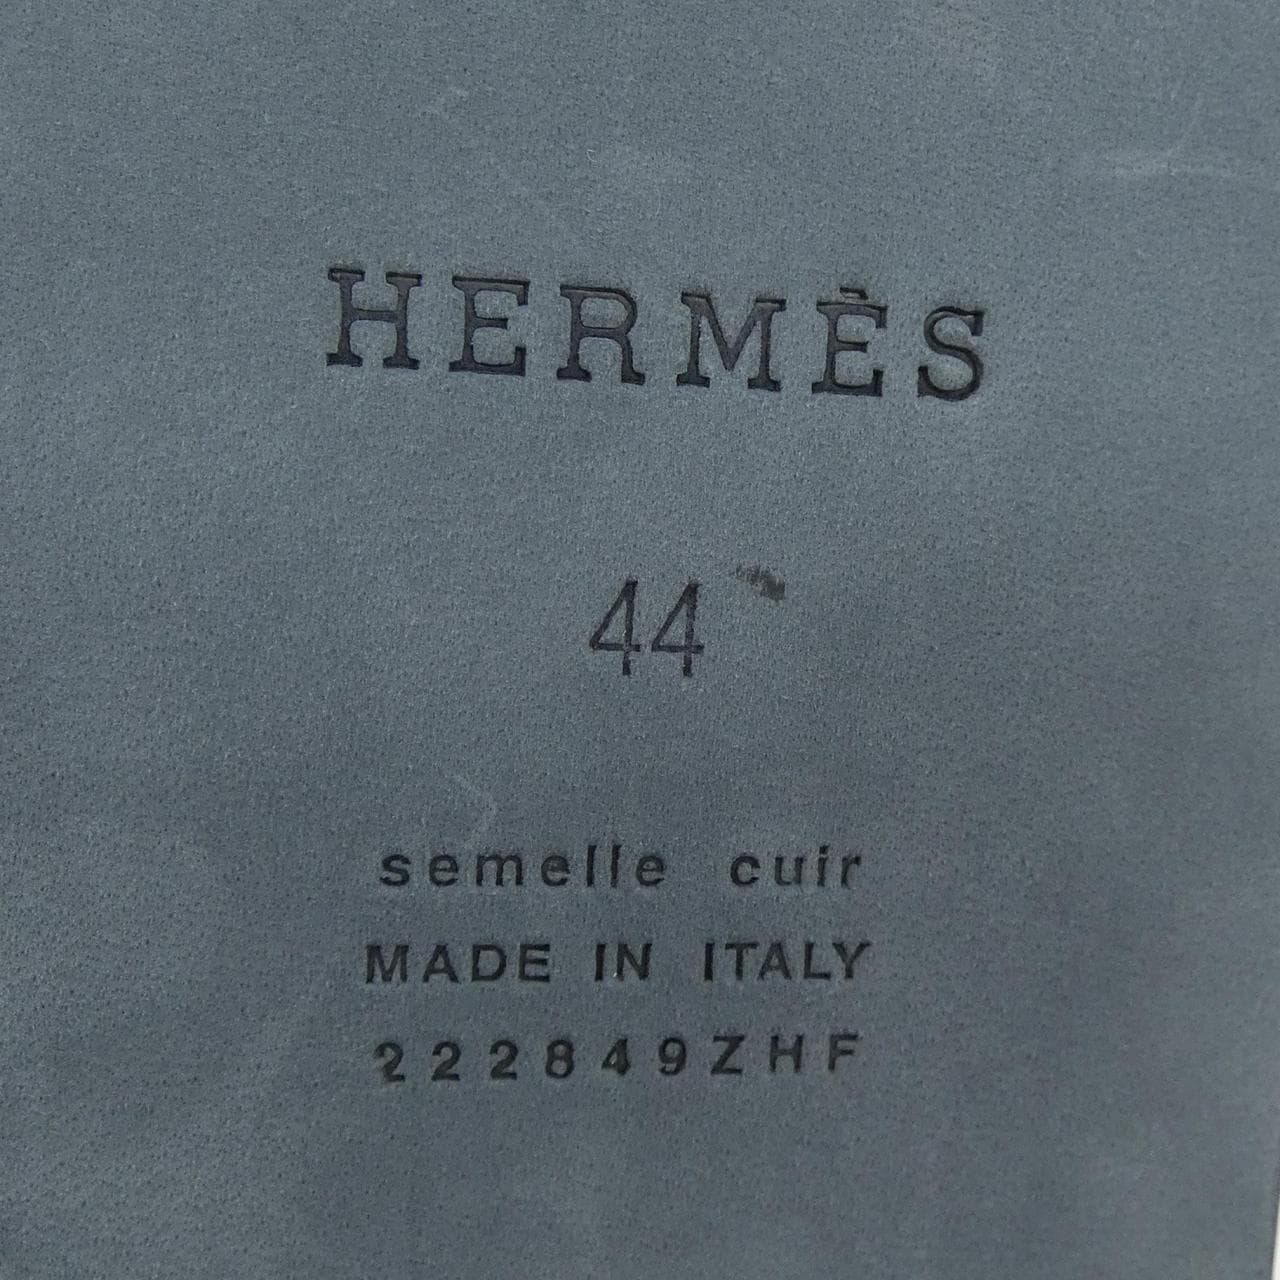 HERMÈS
44
semelle cuir
MADE IN ITALY
222849ZHF